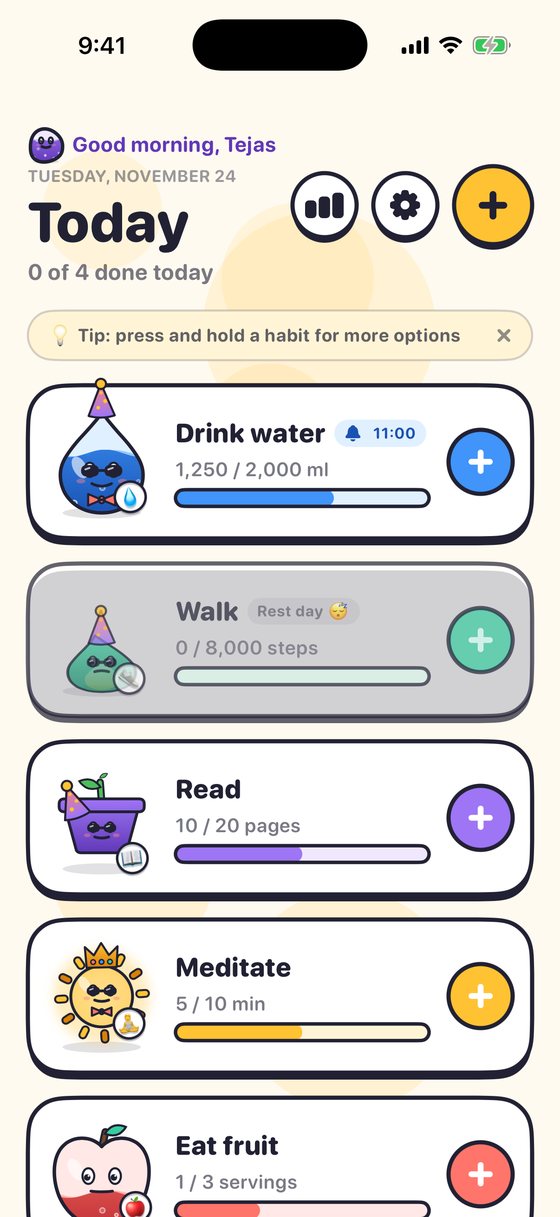 9:41
Good morning, Tejas
TUESDAY, NOVEMBER 24
Today
0 of 4 done today
Tip: press and hold a habit for more options
Drink water 11:00
1,250 / 2,000 ml
Walk Rest day
0 / 8,000 steps
Read
10 / 20 pages
Meditate
5 / 10 min
Eat fruit
1 / 3 servings